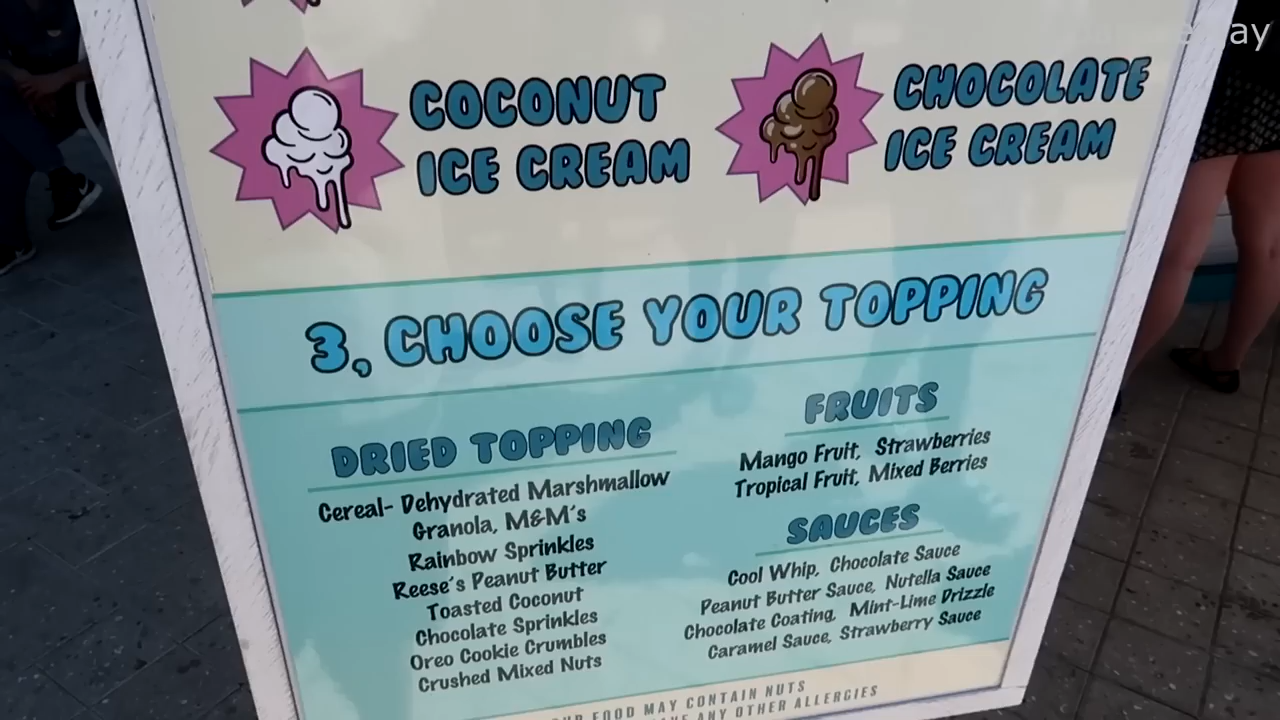 COCONUT
ICE CREAM
CHOCOLATE
ICE CREAM
3, CHOOSE YOUR TOPPING
DRIED TOPPING
Cereal- Dehydrated Marshmallow
Granola, M&M's
Rainbow Sprinkles
Reese's Peanut Butter
Toasted Coconut
Chocolate Sprinkles
Oreo Cookie Crumbles
Crushed Mixed Nuts
FRUITS
Mango Fruit, Strawberries
Tropical Fruit, Mixed Berries
SAUCES
Cool Whip, Chocolate Sauce
Peanut Butter Sauce, Nutella Sauce
Chocolate Coating, Mint-Lime Drizzle
Caramel Sauce, Strawberry Sauce
FOOD MAY CONTAIN NUTS
ANY OTHER ALLERGIES